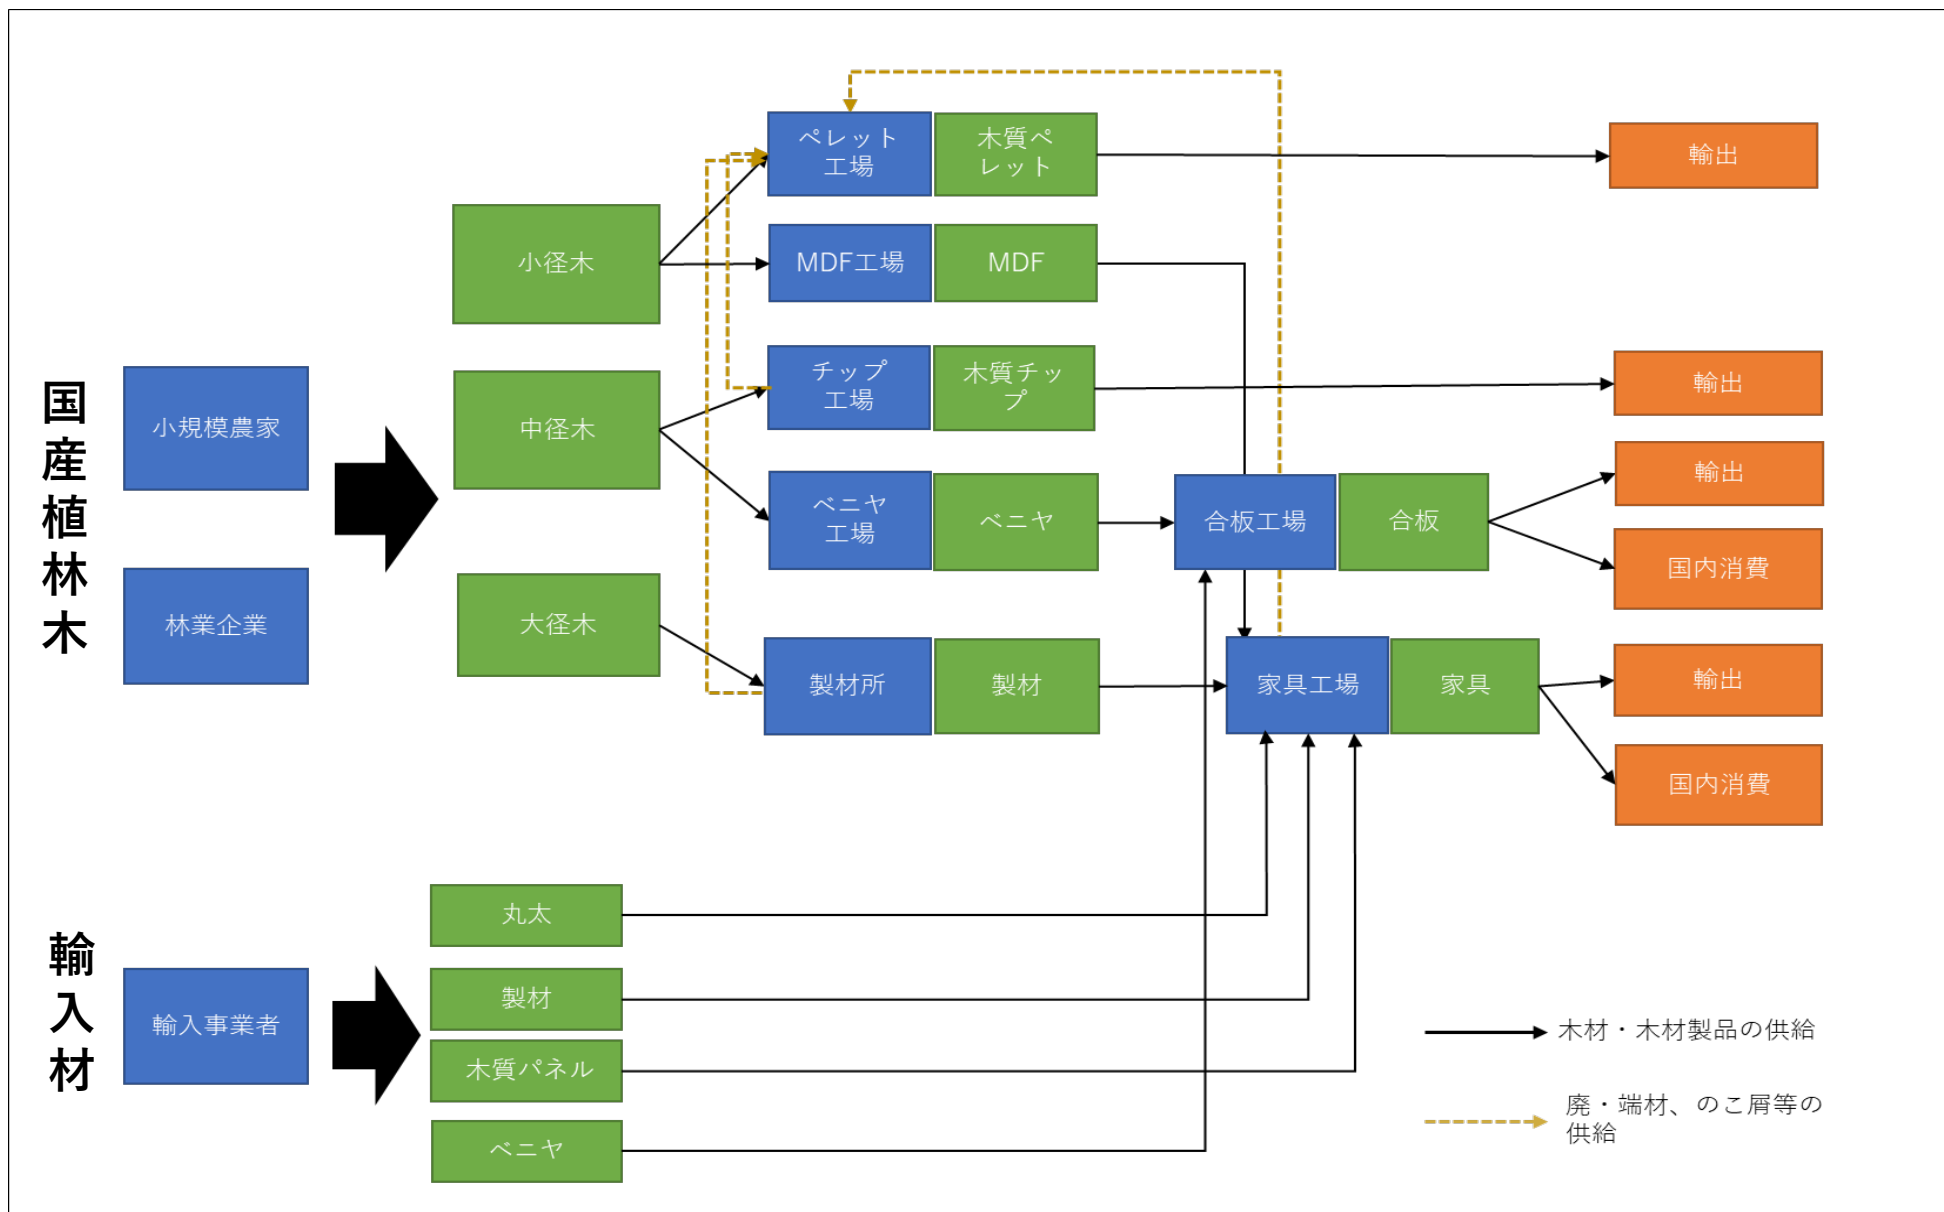 国産植林木
小規模農家
林業企業
小径木
中径木
大径木
ペレット
工場
木質ペ
レット
輸出
MDF工場
MDF
チップ
工場
木質チッ
プ
輸出
ベニヤ
工場
ベニヤ
合板工場
合板
輸出
国内消費
製材所
製材
家具工場
家具
輸出
国内消費
輸入材
輸入事業者
丸太
製材
木質パネル
ベニヤ
木材・木材製品の供給
廃・端材、のこ屑等の
供給